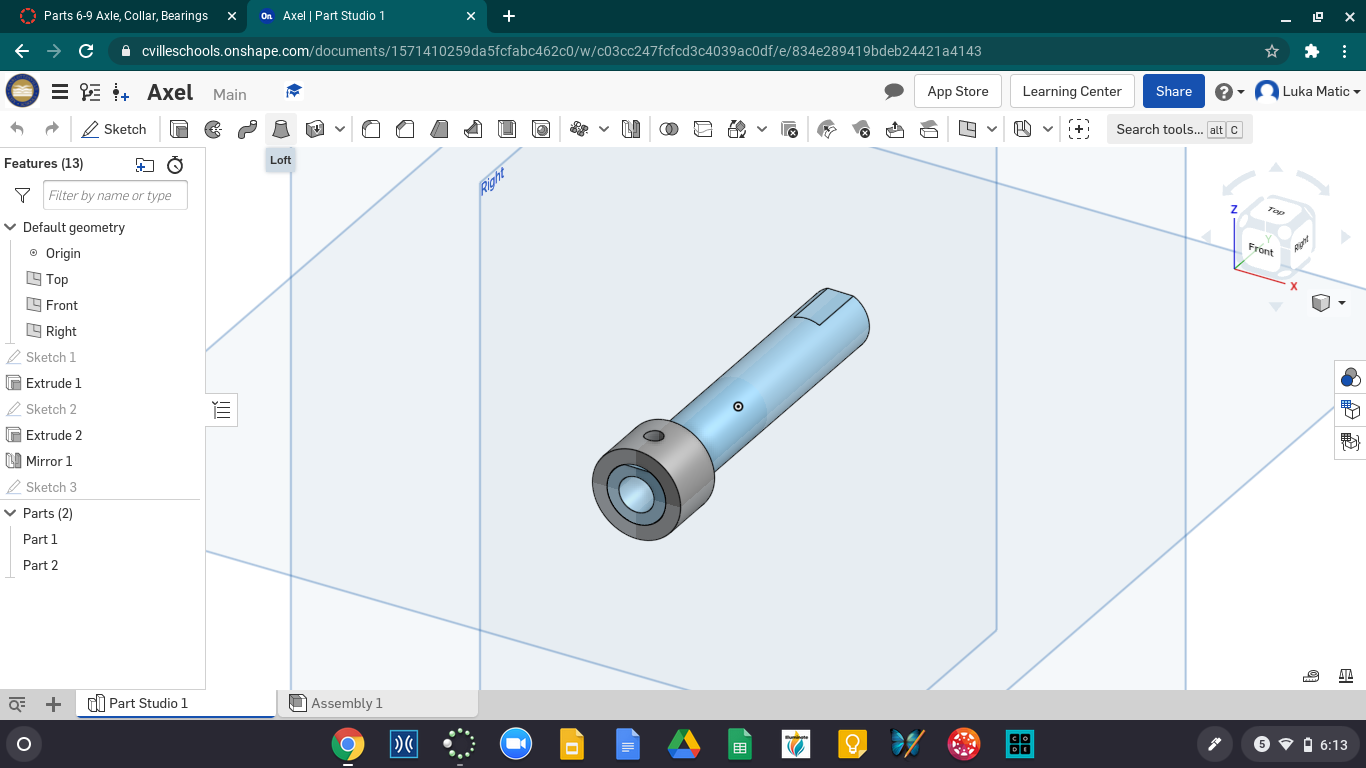 Parts 6-9 Axle, Collar, Bearings
On
Axel | Part Studio 1
cvilleschools.onshape.com/documents/1571410259da5fcfabc462c0/w/c03cc247fcfcd3c4039ac0df/e/834e289419bdeb24421a4143
Axel Main
App Store
Learning Center
Share
Luka Matic
Sketch
Search tools... alt C
Features (13)
Loft
Filter by name or type
Default geometry
Origin
Top
Front
Right
Sketch 1
Extrude 1
Sketch 2
Extrude 2
Mirror 1
Sketch 3
Parts (2)
Part 1
Part 2
Right
Z
Top
Y
Front
Right
X
Part Studio 1
Assembly 1
CODE
5
6:13